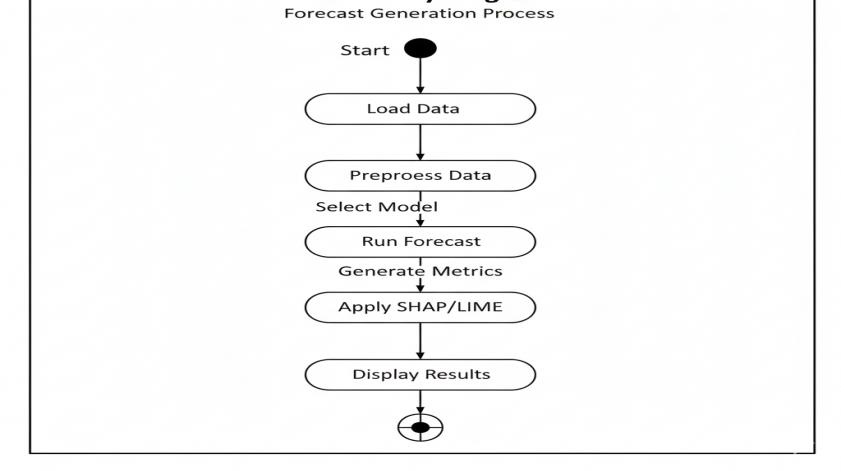 Forecast Generation Process
Start
Load Data
Preproess Data
Select Model
Run Forecast
Generate Metrics
Apply SHAP/LIME
Display Results